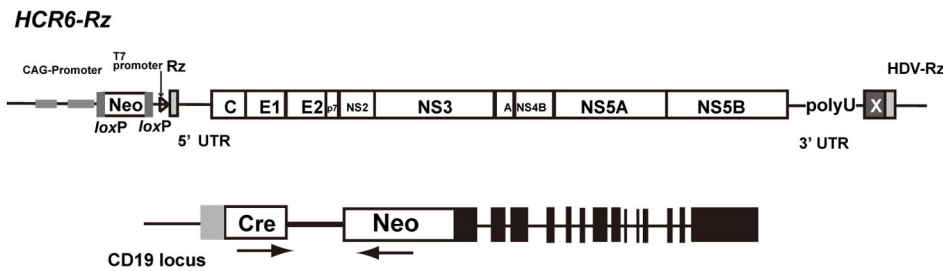 HCR6-Rz
T7
promoter Rz
CAG-Promoter
HDV-Rz
Neo
C E1 E2 p7 NS2 NS3 A NS4B NS5A NS5B
polyU X
loxP loxP
5' UTR
3' UTR
Cre Neo
CD19 locus